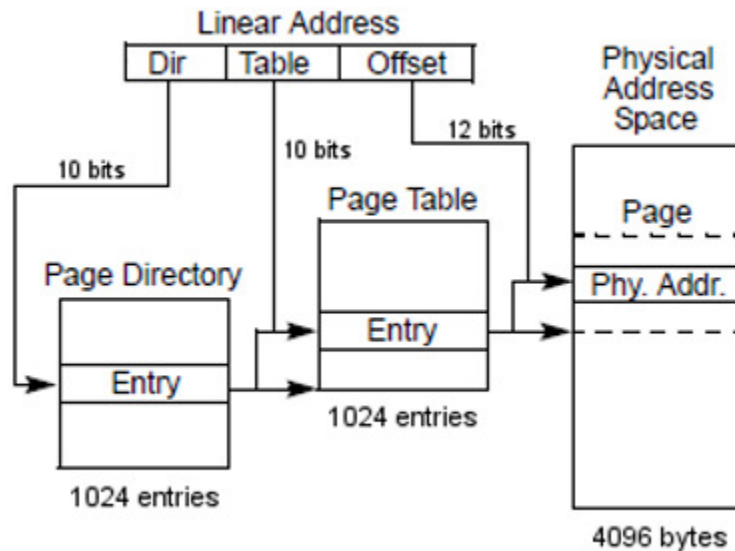 Linear Address
Dir Table Offset
Physical
Address
Space
12 bits
10 bits
10 bits
Page Table
Page
Page Directory
Phy. Addr.
Entry
Entry
1024 entries
1024 entries
4096 bytes